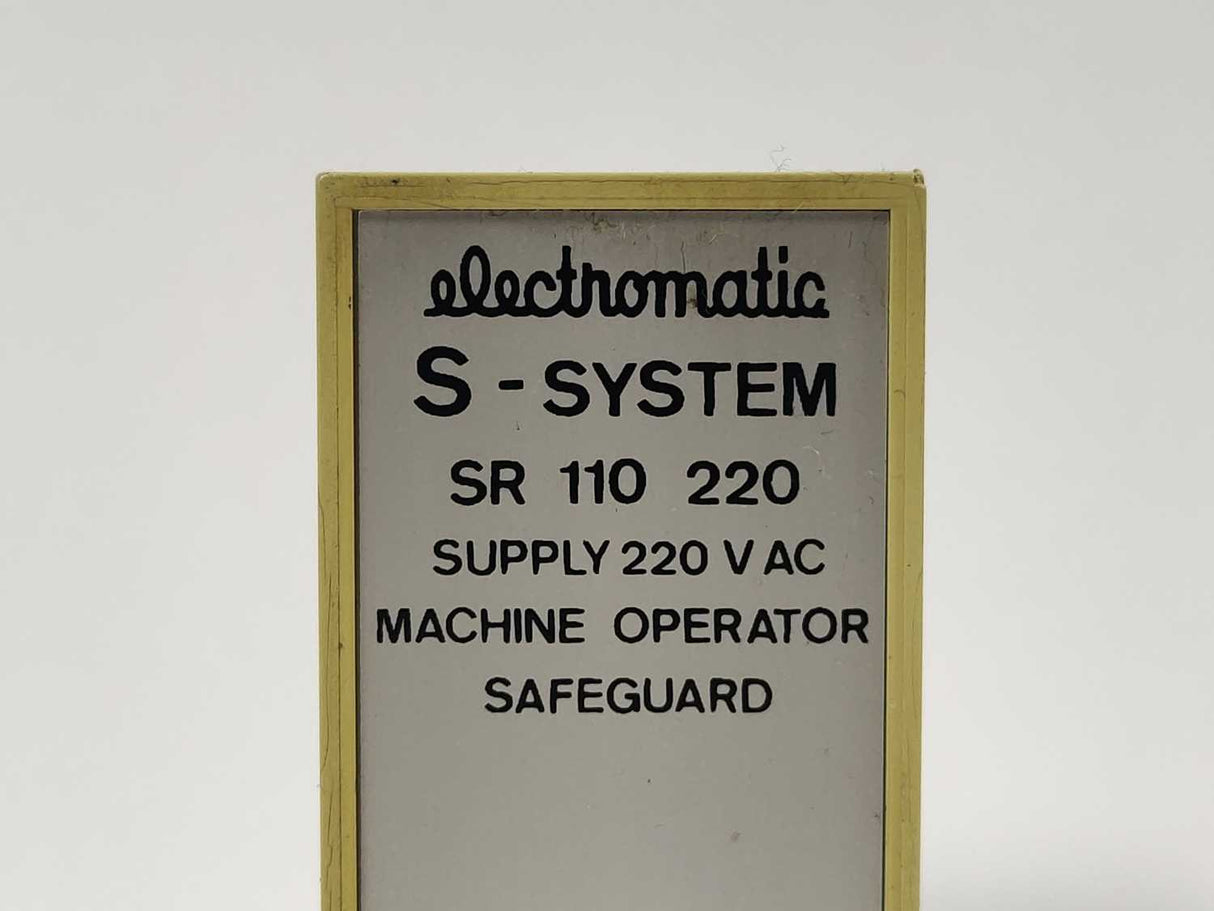 electromatic
S - SYSTEM
SR 110 220
SUPPLY 220 V AC
MACHINE OPERATOR
SAFEGUARD